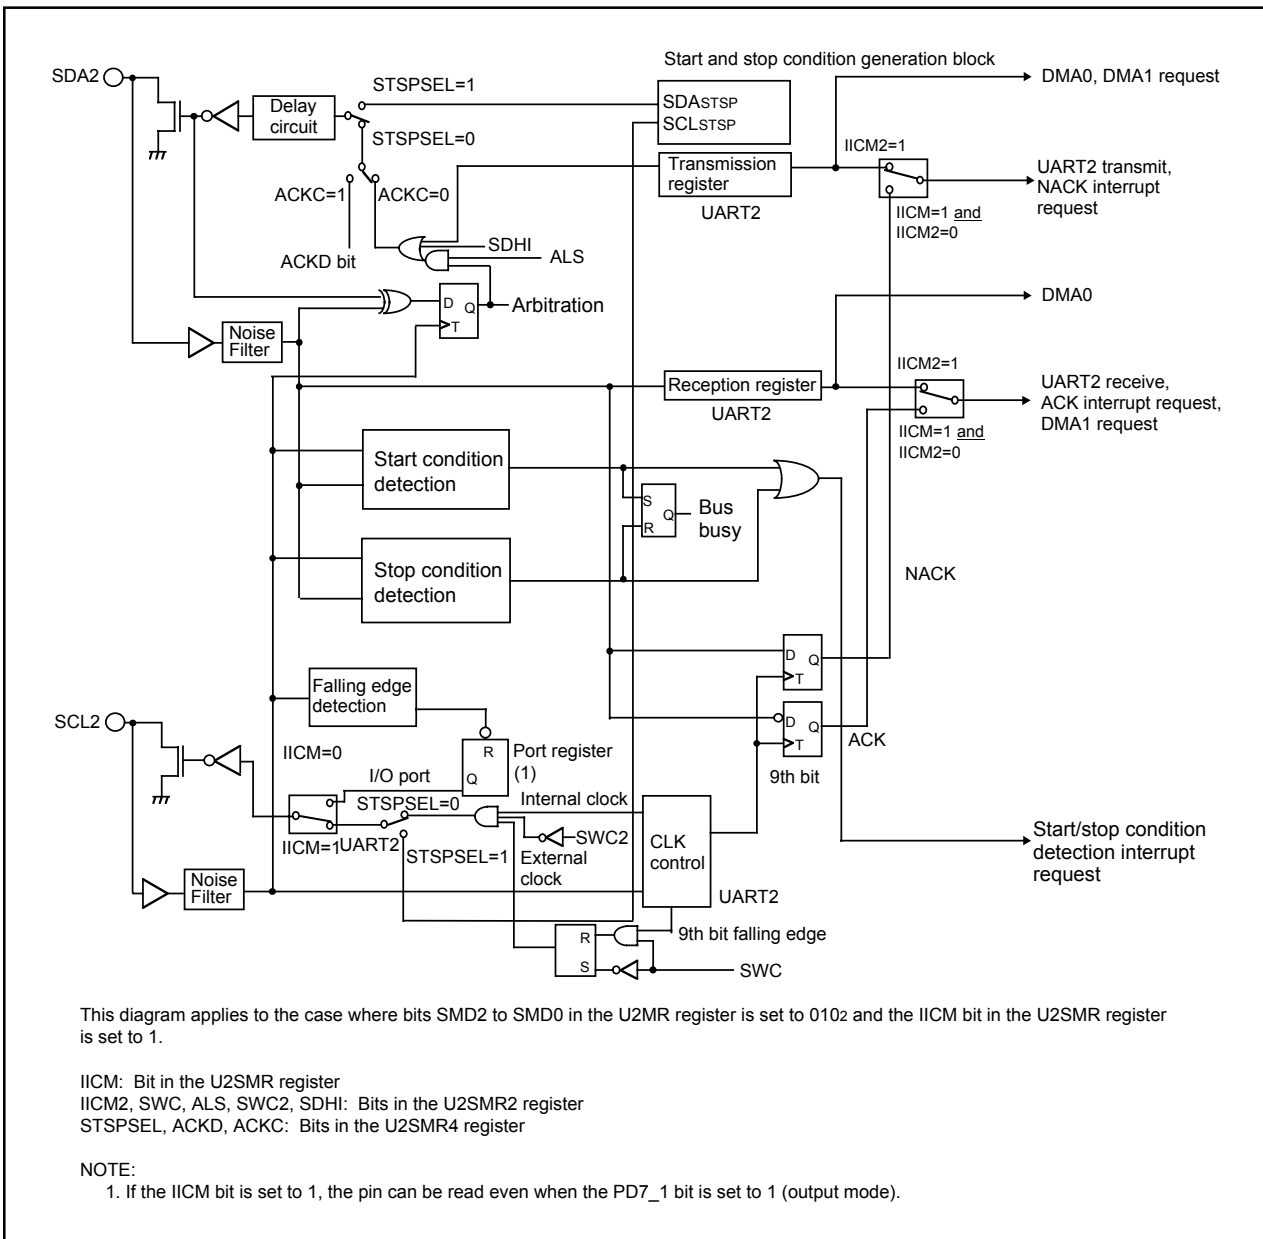 Start and stop condition generation block
SDA2
STSPSEL=1
DMA0, DMA1 request
Delay
circuit
SDASTSP
SCLSTSP
STSPSEL=0
IICM2=1
Transmission
register
UART2 transmit,
NACK interrupt
request
ACKC=1
ACKC=0
UART2
IICM=1 and
IICM2=0
SDHI
ALS
ACKD bit
D
Q
T
Arbitration
DMA0
Noise
Filter
IICM2=1
Reception register
UART2
UART2 receive,
ACK interrupt request,
DMA1 request
IICM=1 and
IICM2=0
Start condition
detection
S
Q
R
Bus
busy
Stop condition
detection
NACK
D
Q
T
Falling edge
detection
SCL2
D
Q
T
ACK
9th bit
IICM=0
R
Q
Port register
(1)
I/O port
STSPSEL=0
Internal clock
IICM=1
UART2
STSPSEL=1
SWC2
External
clock
CLK
control
UART2
Start/stop condition
detection interrupt
request
Noise
Filter
R
S
9th bit falling edge
SWC
This diagram applies to the case where bits SMD2 to SMD0 in the U2MR register is set to 0102 and the IICM bit in the U2SMR register
is set to 1.
IICM: Bit in the U2SMR register
IICM2, SWC, ALS, SWC2, SDHI: Bits in the U2SMR2 register
STSPSEL, ACKD, ACKC: Bits in the U2SMR4 register
NOTE:
1. If the IICM bit is set to 1, the pin can be read even when the PD7_1 bit is set to 1 (output mode).